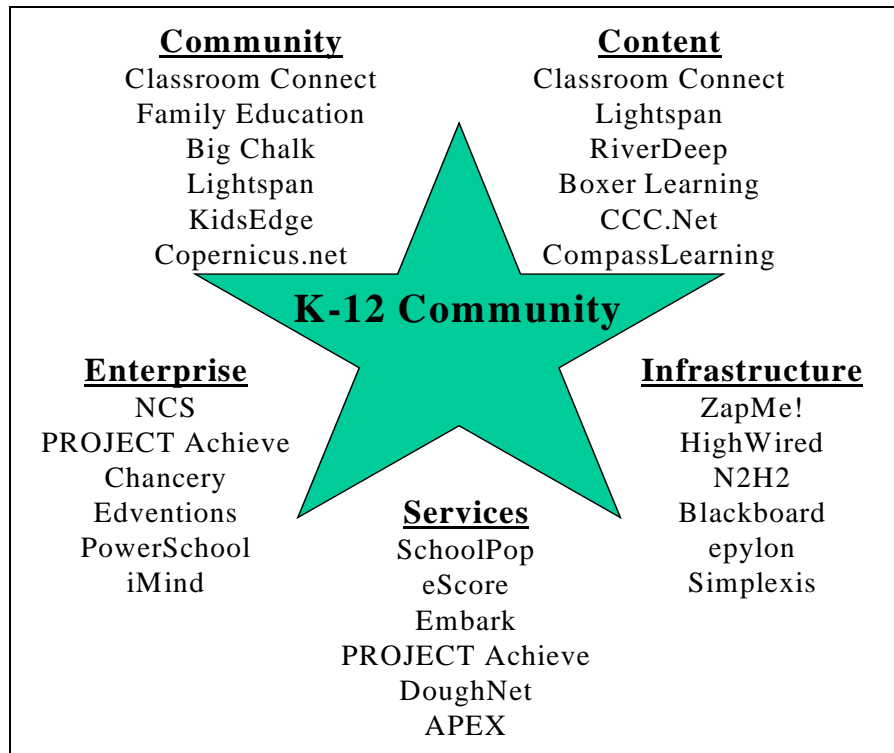 Community
Classroom Connect
Family Education
Big Chalk
Lightspan
KidsEdge
Copernicus.net
Content
Classroom Connect
Lightspan
RiverDeep
Boxer Learning
CCC.Net
CompassLearning
K-12 Community
Enterprise
NCS
PROJECT Achieve
Chancery
Edventions
PowerSchool
iMind
Services
SchoolPop
eScore
Embark
PROJECT Achieve
DoughNet
APEX
Infrastructure
ZapMe!
HighWired
N2H2
Blackboard
epylon
Simplexis